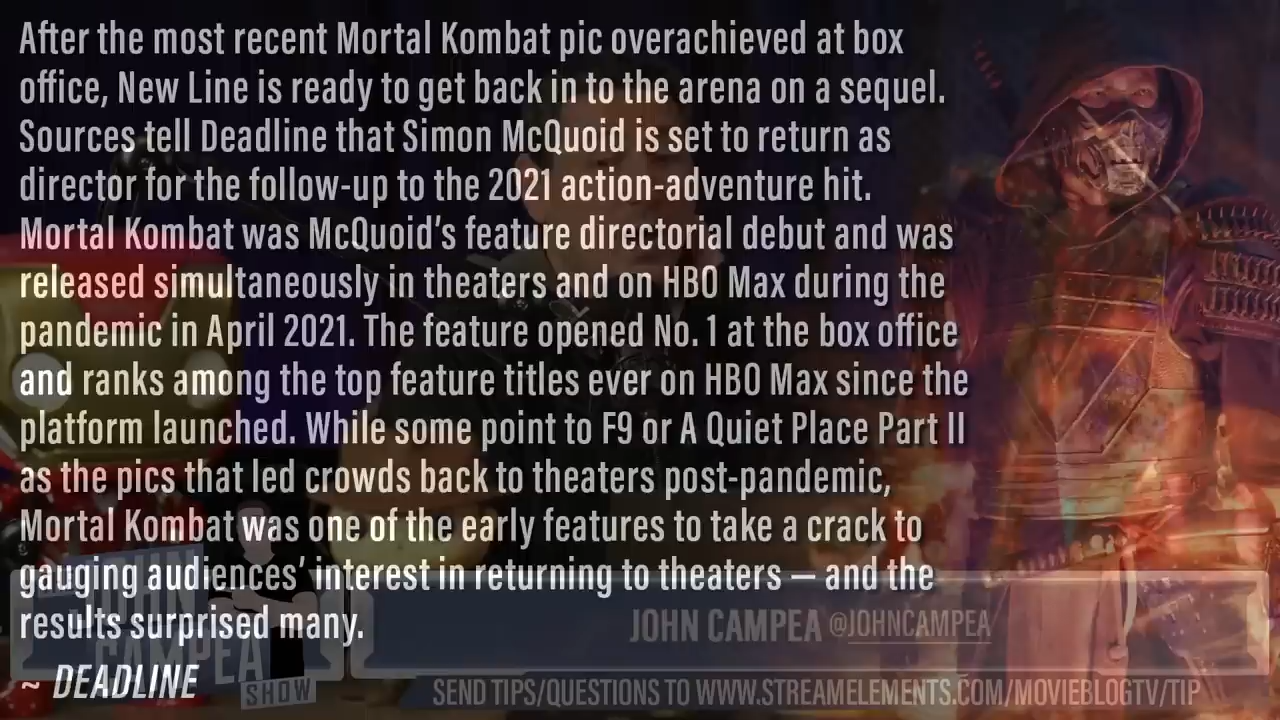 After the most recent Mortal Kombat pic overachieved at box
office, New Line is ready to get back in to the arena on a sequel.
Sources tell Deadline that Simon McQuoid is set to return as
director for the follow-up to the 2021 action-adventure hit.
Mortal Kombat was McQuoid’s feature directorial debut and was
released simultaneously in theaters and on HBO Max during the
pandemic in April 2021. The feature opened No. 1 at the box office
and ranks among the top feature titles ever on HBO Max since the
platform launched. While some point to F9 or A Quiet Place Part II
as the pics that led crowds back to theaters post-pandemic,
Mortal Kombat was one of the early features to take a crack to
gauging audiences’ interest in returning to theaters – and the
results surprised many.
~ DEADLINE
JOHN CAMPEA SHOW
JOHN CAMPEA @JOHNCAMPEA
SEND TIPS/QUESTIONS TO WWW.STREAMELEMENTS.COM/MOVIEBLOGTV/TIP